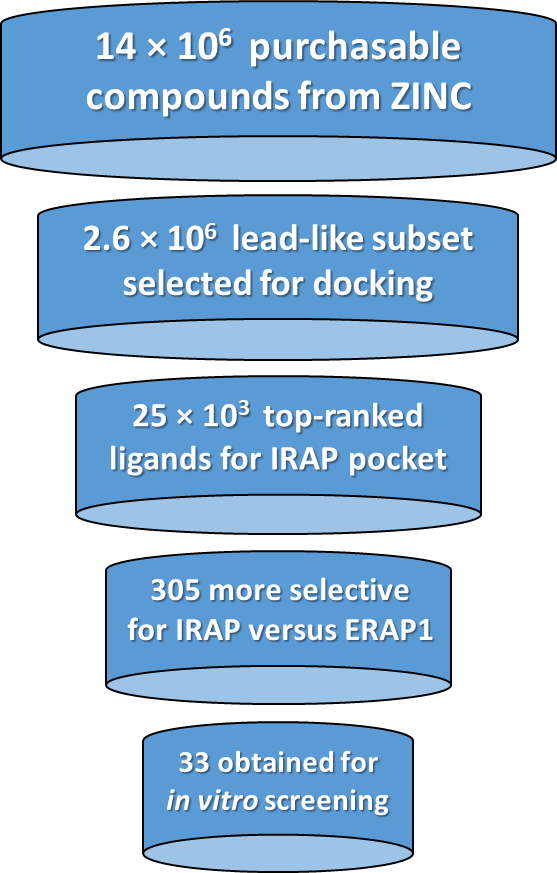 14 × 10⁶ purchasable
compounds from ZINC
2.6 × 10⁶ lead-like subset
selected for docking
25 × 10³ top-ranked
ligands for IRAP pocket
305 more selective
for IRAP versus ERAP1
33 obtained for
in vitro screening